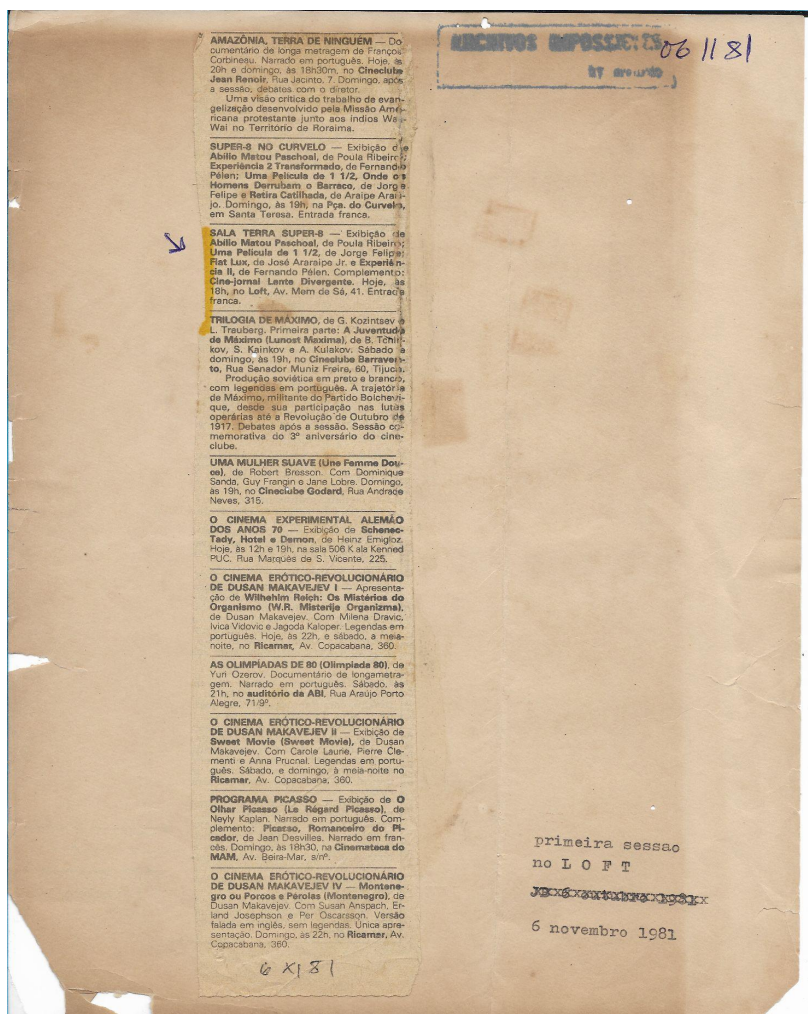 AMAZÔNIA, TERRA DE NINGUÉM — Do
cumentário de longa metragem de François
Corbineau. Narrado em português. Hoje, às
20h e domingo, às 18h30m, no Cineclube
Jean Renoir, Rua Jacinto, 7. Domingo, após
a sessão, debates com o diretor.
Uma visão crítica do trabalho de evan-
gelização desenvolvido pela Missão Ame-
ricana protestante junto aos índios Wa
Wai no Território de Roraima.
SUPER-8 NO CURVELO — Exibição de
Abílio Matou Paschoal, de Poula Ribeiro;
Experiência 2 Transformado, de Fernando
Pélen; Uma Película de 1 1/2, Onde os
Homens Derrubam o Barraco, de Jorge
Felipe e Retira Catilhada, de Araipe Arau-
jo. Domingo, às 19h, na Pça. do Curvelo,
em Santa Teresa. Entrada franca.
SALA TERRA SUPER-8 — Exibição de
Abílio Matou Paschoal, de Poula Ribeiro;
Uma Película de 1 1/2, de Jorge Felipe;
Fiat Lux, de José Araraipe Jr. e Experiên-
cia II, de Fernando Pélen. Complemento:
Cine-jornal Lente Divergente. Hoje, às
18h, no Loft, Av. Mem de Sá, 41. Entrada
franca.
TRILOGIA DE MÁXIMO, de G. Kozintsev e
L. Trauberg. Primeira parte: A Juventude
de Máximo (Lunost Maxima), de B. Tchir-
kov, S. Kainkov e A. Kulakov. Sábado e
domingo, às 19h, no Cineclube Barraven-
to, Rua Senador Muniz Freire, 60, Tijuca.
Produção soviética em preto e branco,
com legendas em português. A trajetória
de Máximo, militante do Partido Bolchevi-
que, desde sua participação nas lutas
operárias até a Revolução de Outubro de
1917. Debates após a sessão. Sessão co-
memorativa do 3º aniversário do cine-
clube.
UMA MULHER SUAVE (Une Femme Dou-
ce), de Robert Bresson. Com Dominique
Sanda, Guy Frangin e Jane Lobre. Domingo,
às 19h, no Cineclube Godard, Rua Andrade
Neves, 315.
O CINEMA EXPERIMENTAL ALEMÃO
DOS ANOS 70 — Exibição de Schenec-
Tady, Hotel e Demon, de Heinz Emigloz.
Hoje, às 12h e 19h, na sala 506 K ala Kenned
PUC. Rua Marquês de S. Vicente, 225.
O CINEMA ERÓTICO-REVOLUCIONÁRIO
DE DUSAN MAKAVEJEV I — Apresenta-
ção de Wilhehim Reich: Os Mistérios do
Organismo (W.R. Misterije Organizma),
de Dusan Makavejev. Com Milena Dravic,
Ivica Vidovic e Jagoda Kaloper. Legendas em
português. Hoje, às 22h, e sábado, a meia-
noite, no Ricamar, Av. Copacabana, 360.
AS OLIMPÍADAS DE 80 (Olimpiada 80), de
Yuri Ozerov. Documentário de longametra-
gem. Narrado em português. Sábado, às
21h, no auditório da ABI, Rua Araújo Porto
Alegre, 71/9º.
O CINEMA ERÓTICO-REVOLUCIONÁRIO
DE DUSAN MAKAVEJEV II — Exibição de
Sweet Movie (Sweet Movie), de Dusan
Makavejev. Com Carole Laurie, Pierre Cle-
menti e Anna Prucnal. Legendas em portu-
guês. Sábado, e domingo, à meia-noite no
Ricamar, Av. Copacabana, 360.
PROGRAMA PICASSO — Exibição de O
Olhar Picasso (Le Régard Picasso), de
Neyly Kaplan. Narrado em português. Com-
plemento: Picasso, Romanceiro do Pi-
cador, de Jean Desvilles. Narrado em fran-
cês. Domingo, às 18h30, na Cinemateca do
MAM, Av. Beira-Mar, s/nº.
O CINEMA ERÓTICO-REVOLUCIONÁRIO
DE DUSAN MAKAVEJEV IV — Montene-
gro ou Porcos e Pérolas (Montenegro), de
Dusan Makavejev. Com Susan Anspach, Er-
land Josephson e Per Oscarsson. Versão
falada em inglês, sem legendas. Única apre-
sentação. Domingo, às 22h, no Ricamar, Av.
Copacabana, 360.
6 XI 81
ARCHIVOS IMPOSSIVEIS
06 11 81
primeira sessao
no L O F T
6 novembro 1981